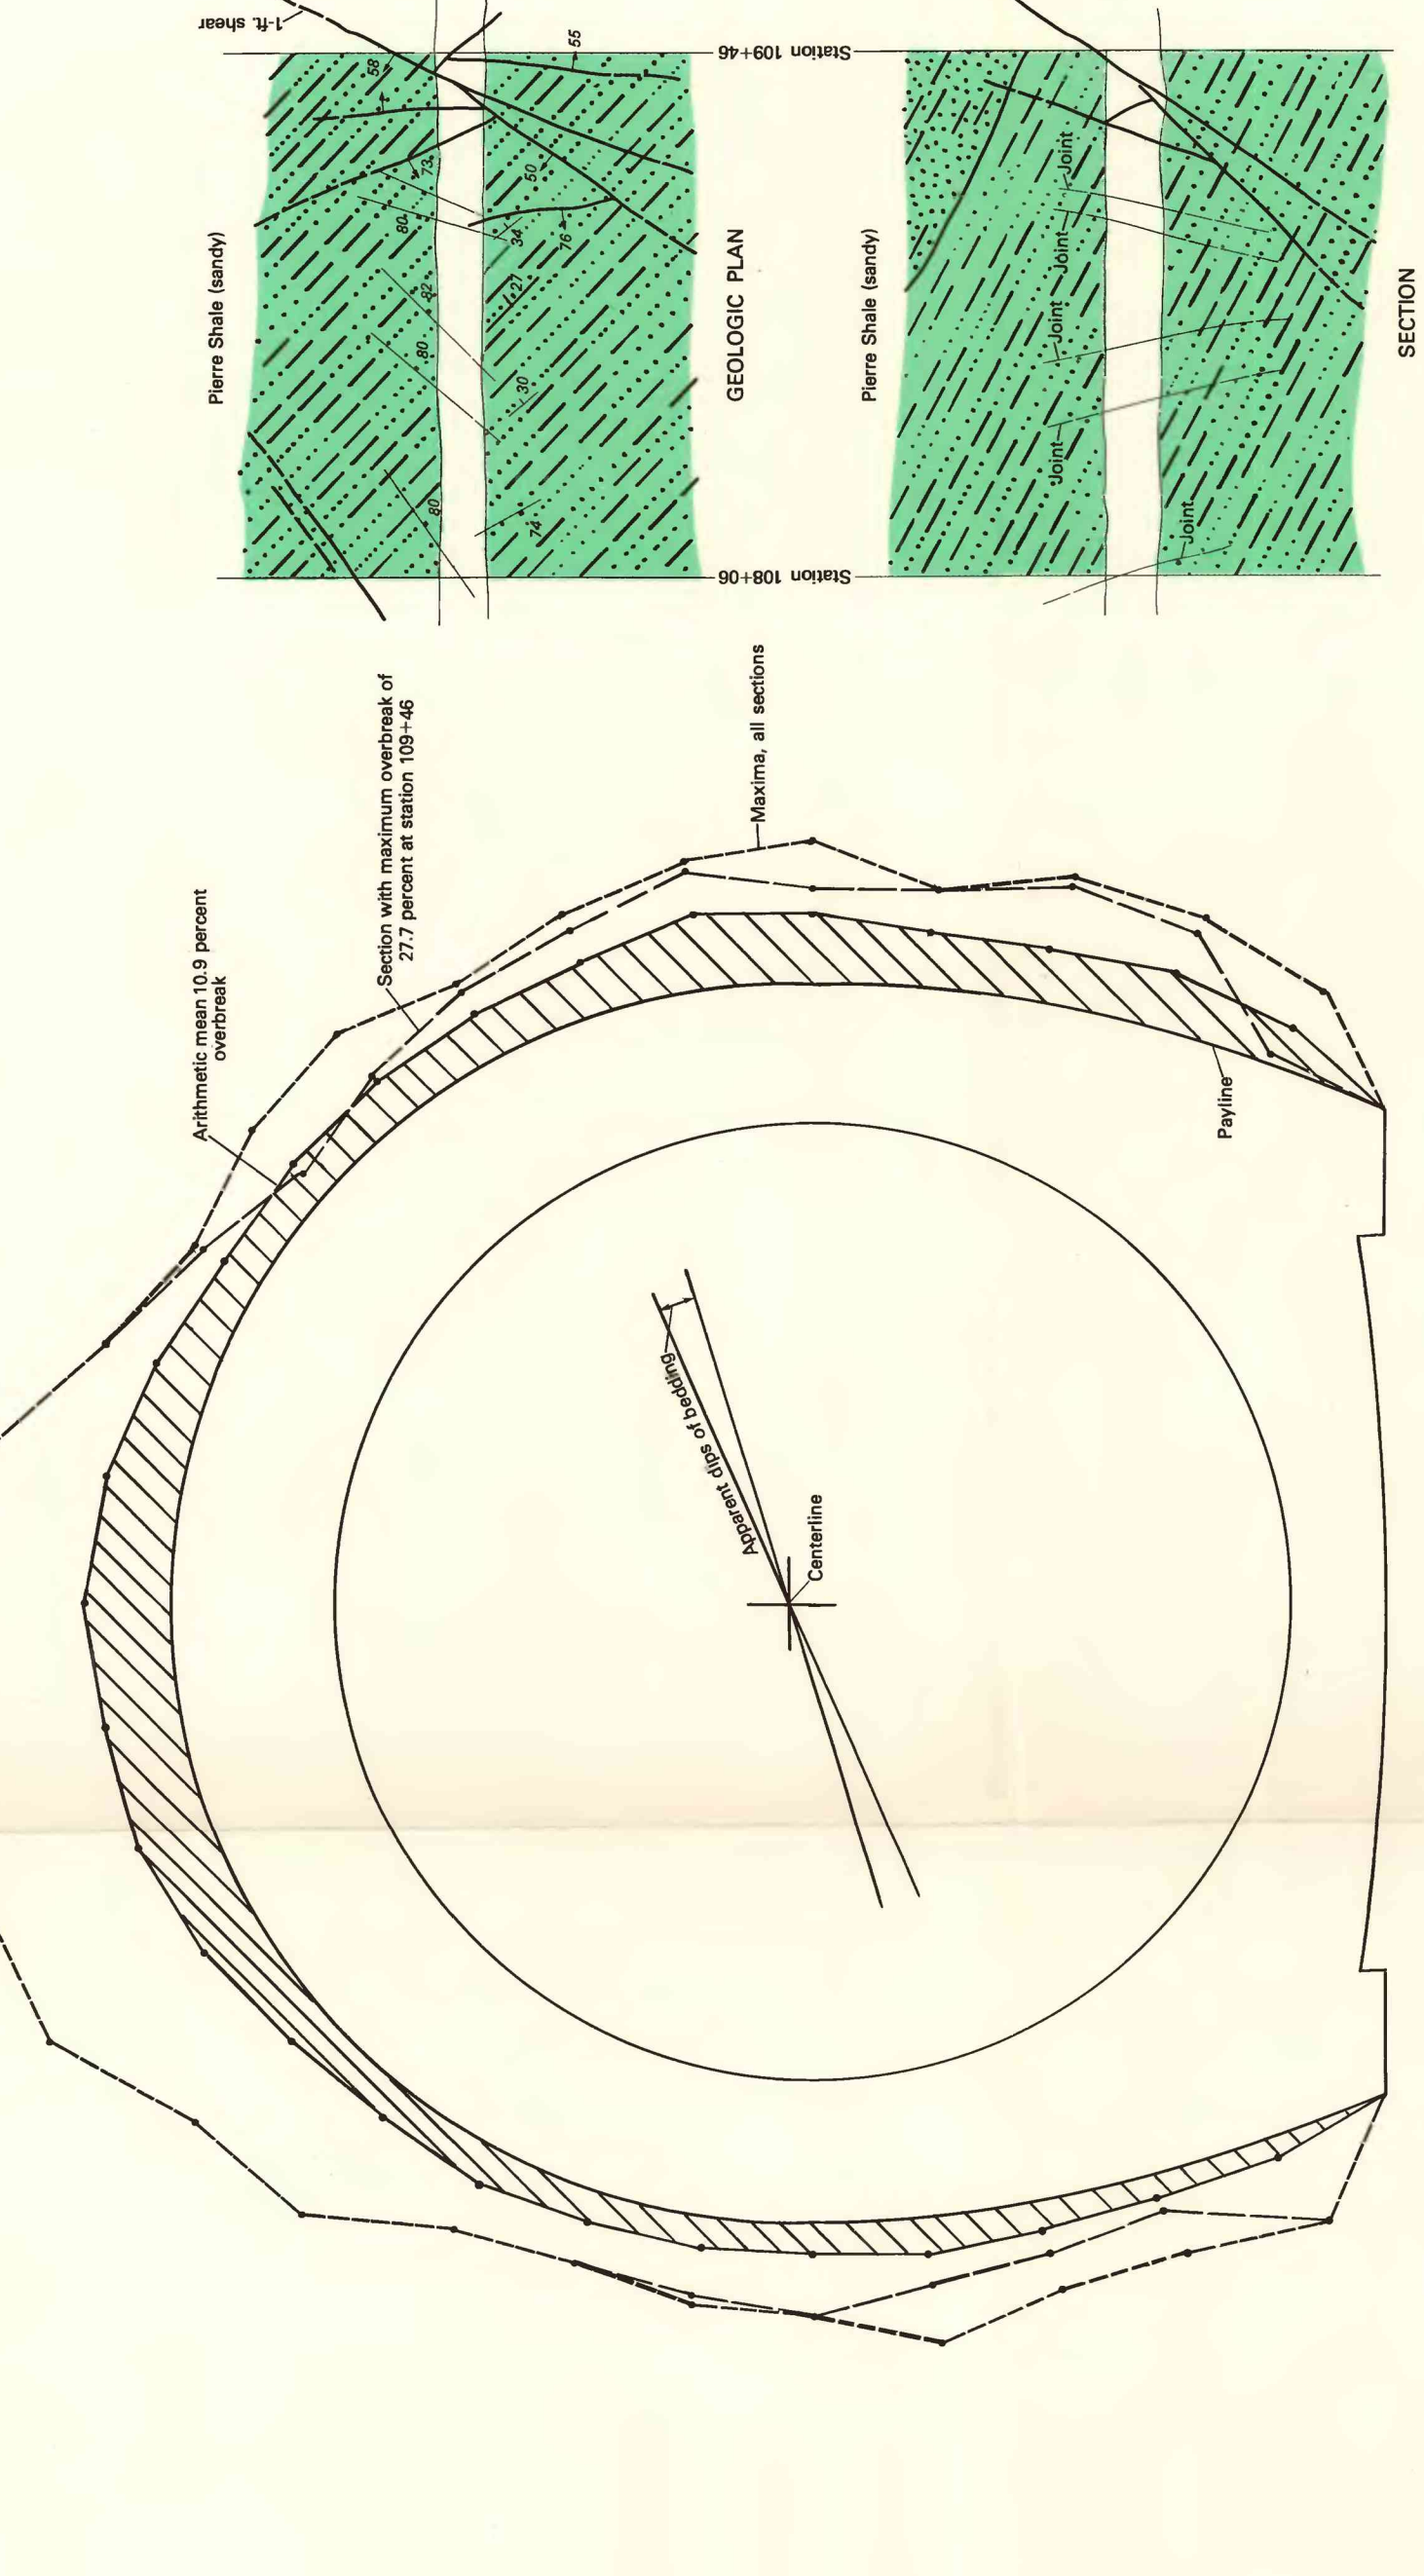 1-ft. shear
Pierre Shale (sandy)
58
55
73
80
50
34
76
82
27
80
30
80
74
Station 109+46
Station 108+06
GEOLOGIC PLAN
Pierre Shale (sandy)
Joint
Joint
Joint
Joint
Joint
SECTION
Arithmetic mean 10.9 percent
overbreak
Section with maximum overbreak of
27.7 percent at station 109+46
Maxima, all sections
Payline
Apparent dips of bedding
Centerline